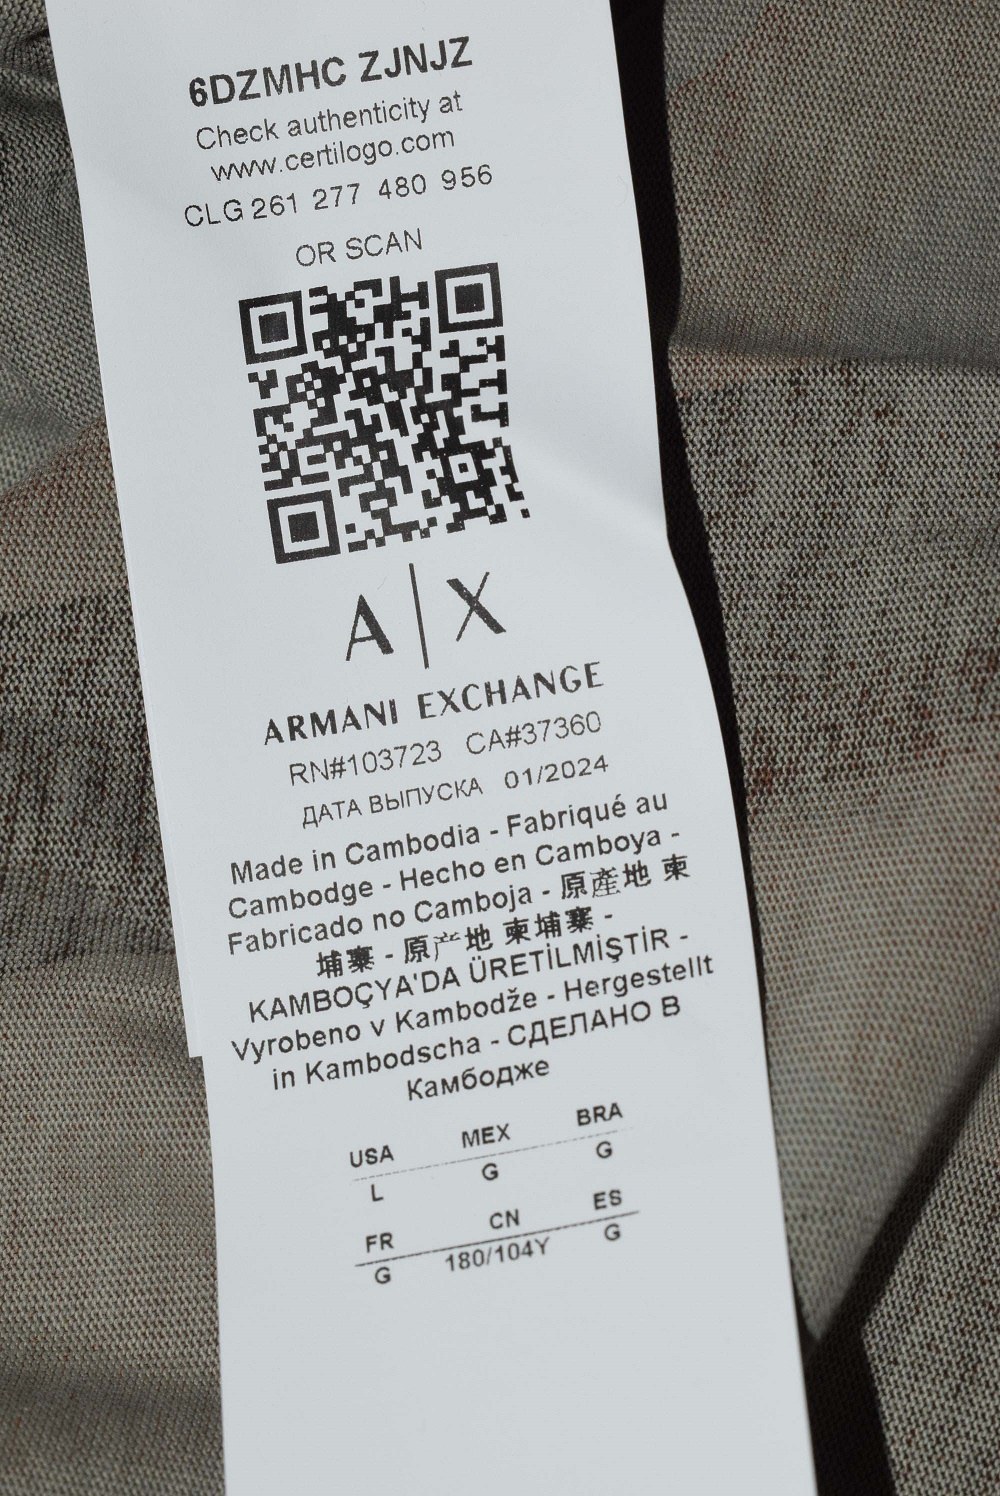 6DZMHC ZJNJZ
Check authenticity at
www.certilogo.com
CLG 261 277 480 956
OR SCAN
A|X
ARMANI EXCHANGE
RN#103723 CA#37360
ДАТА ВЫПУСКА 01/2024
Made in Cambodia - Fabriqué au
Cambodge - Hecho en Camboya -
Fabricado no Camboja - 原產地 柬
埔寨 - 原产地 柬埔寨 -
KAMBOÇYA'DA ÜRETİLMİŞTİR -
Vyrobeno v Kambodže - Hergestellt
in Kambodscha - СДЕЛАНО В
Камбодже
USA MEX BRA
L G G
FR CN ES
G 180/104Y G